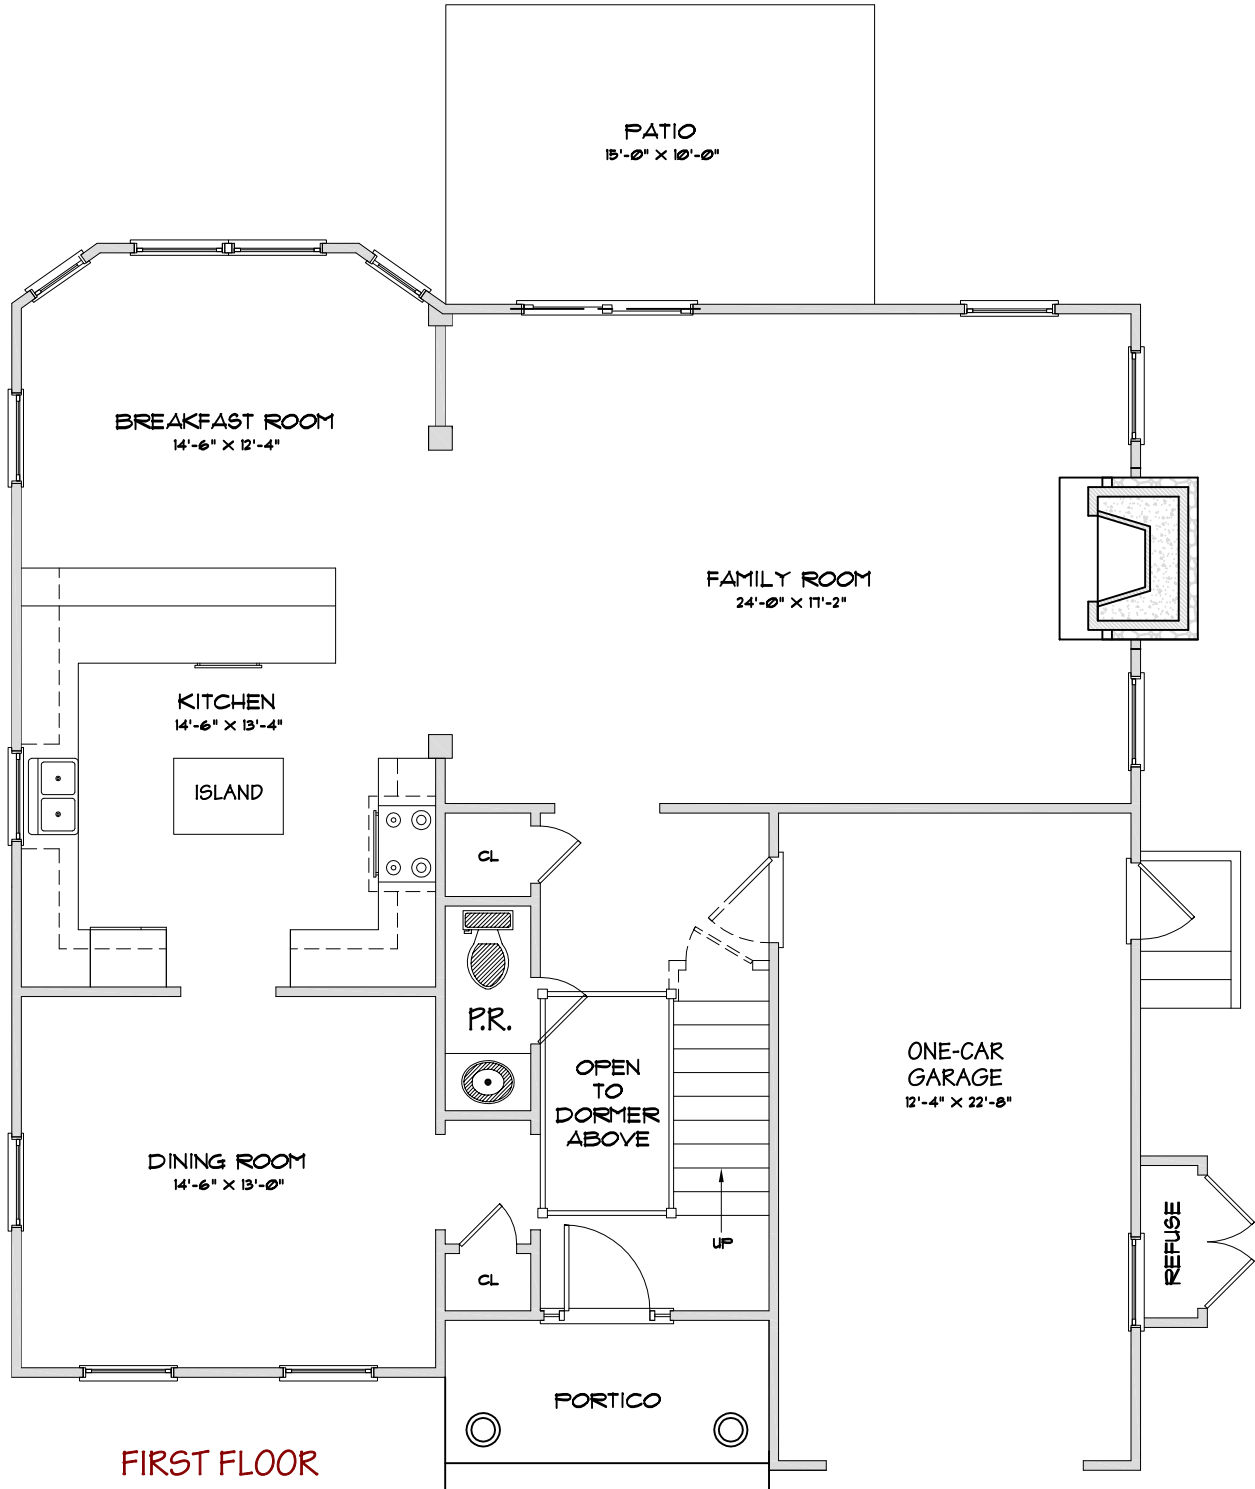 PATIO
15'-0" X 10'-0"
BREAKFAST ROOM
14'-6" X 12'-4"
FAMILY ROOM
24'-0" X 17'-2"
KITCHEN
14'-6" X 13'-4"
ISLAND
CL
P.R.
OPEN
TO
DORMER
ABOVE
ONE-CAR
GARAGE
12'-4" X 22'-8"
DINING ROOM
14'-6" X 13'-0"
UP
REFUSE
CL
PORTICO
FIRST FLOOR